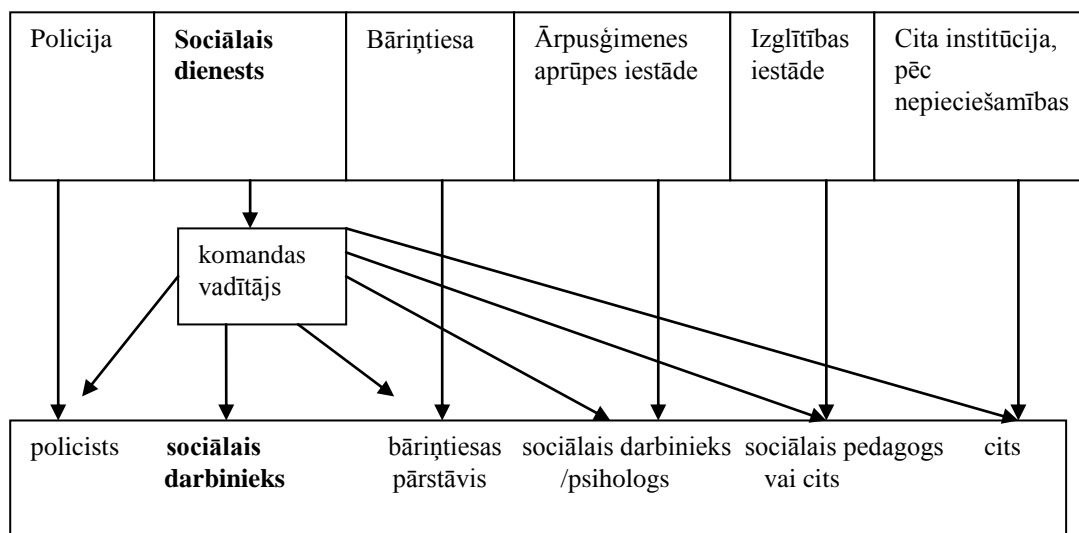 Policija
Sociālais
dienests
Bāriņtiesa
Ārpusģimenes
aprūpes iestāde
Izglītības
iestāde
Cita institūcija,
pēc
nepieciešamības
komandas
vadītājs
policists
sociālais
darbinieks
bāriņtiesas
pārstāvis
sociālais darbinieks
/psihologs
sociālais pedagogs
vai cits
cits